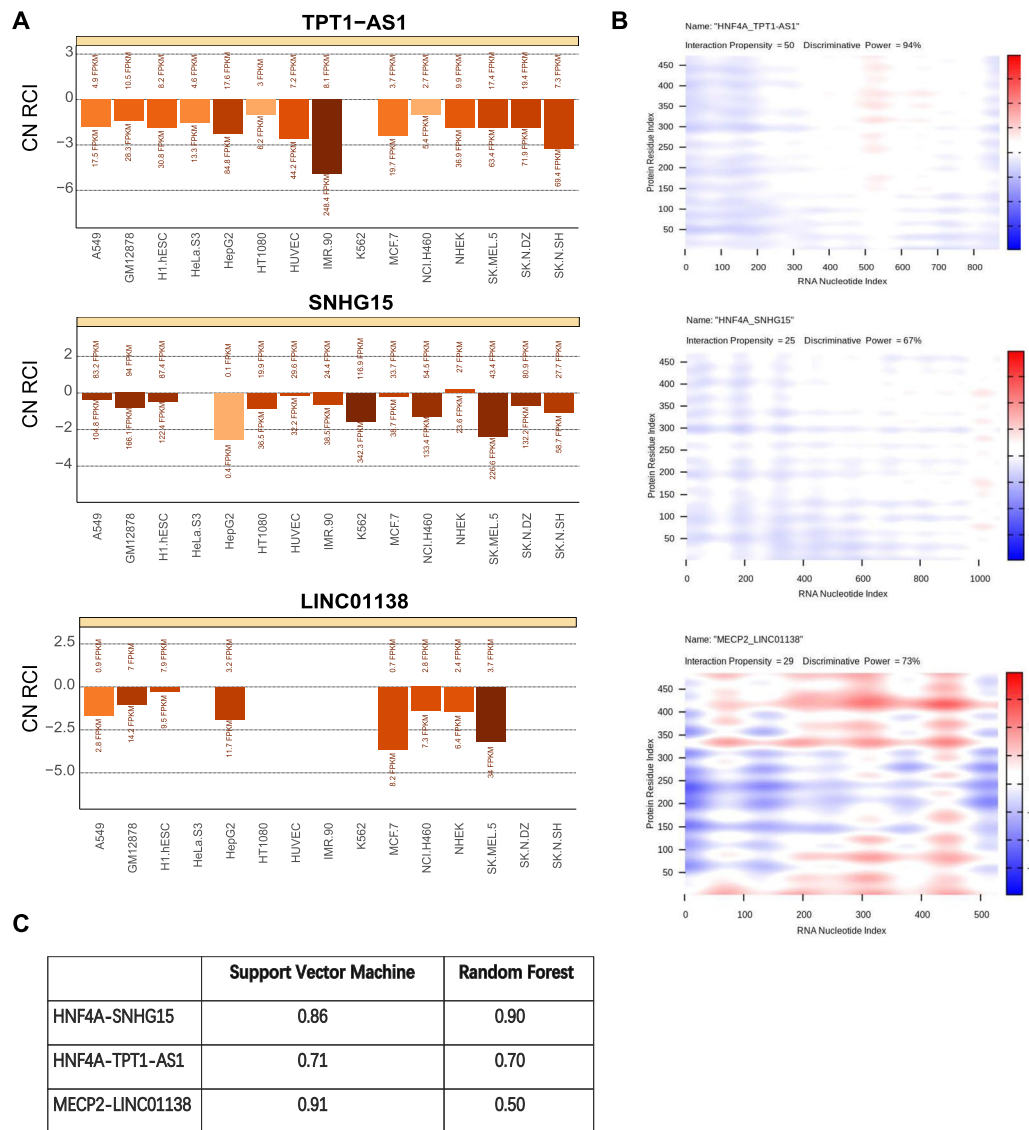 A
TPT1−AS1
CN RCI
3
0
−3
−6
4.9 FPKM
10.5 FPKM
8.2 FPKM
4.6 FPKM
17.6 FPKM
3 FPKM
7.2 FPKM
8.1 FPKM
3.7 FPKM
2.7 FPKM
9.9 FPKM
17.4 FPKM
19.4 FPKM
7.3 FPKM
17.5 FPKM
28.3 FPKM
30.8 FPKM
13.3 FPKM
84.8 FPKM
6.2 FPKM
44.2 FPKM
248.4 FPKM
19.7 FPKM
5.4 FPKM
36.9 FPKM
63.4 FPKM
71.9 FPKM
69.4 FPKM
A549
GM12878
H1.hESC
HeLa.S3
HepG2
HT1080
HUVEC
IMR.90
K562
MCF.7
NCI.H460
NHEK
SK.MEL.5
SK.N.DZ
SK.N.SH
SNHG15
CN RCI
2
0
−2
−4
83.2 FPKM
94 FPKM
87.4 FPKM
0.1 FPKM
19.9 FPKM
29.6 FPKM
24.4 FPKM
116.9 FPKM
33.7 FPKM
54.5 FPKM
27 FPKM
43.4 FPKM
80.9 FPKM
27.7 FPKM
104.8 FPKM
166.1 FPKM
122.4 FPKM
0.4 FPKM
36.5 FPKM
32.2 FPKM
38.5 FPKM
342.3 FPKM
38.7 FPKM
133.4 FPKM
23.6 FPKM
226.6 FPKM
132.2 FPKM
58.7 FPKM
A549
GM12878
H1.hESC
HeLa.S3
HepG2
HT1080
HUVEC
IMR.90
K562
MCF.7
NCI.H460
NHEK
SK.MEL.5
SK.N.DZ
SK.N.SH
LINC01138
CN RCI
2.5
0.0
−2.5
−5.0
0.9 FPKM
7 FPKM
7.9 FPKM
3.2 FPKM
0.7 FPKM
2.8 FPKM
2.4 FPKM
3.7 FPKM
2.8 FPKM
14.2 FPKM
9.5 FPKM
11.7 FPKM
8.2 FPKM
7.3 FPKM
6.4 FPKM
34 FPKM
A549
GM12878
H1.hESC
HeLa.S3
HepG2
HT1080
HUVEC
IMR.90
K562
MCF.7
NCI.H460
NHEK
SK.MEL.5
SK.N.DZ
SK.N.SH
B
Name: "HNF4A_TPT1-AS1"
Interaction Propensity = 50 Discriminative Power = 94%
Protein Residue Index
450
400
350
300
250
200
150
100
50
0 100 200 300 400 500 600 700 800
RNA Nucleotide Index
Name: "HNF4A_SNHG15"
Interaction Propensity = 25 Discriminative Power = 67%
Protein Residue Index
450
400
350
300
250
200
150
100
50
0 200 400 600 800 1000
RNA Nucleotide Index
Name: "MECP2_LINC01138"
Interaction Propensity = 29 Discriminative Power = 73%
Protein Residue Index
450
400
350
300
250
200
150
100
50
0 100 200 300 400 500
RNA Nucleotide Index
C
Support Vector Machine Random Forest
HNF4A-SNHG15 0.86 0.90
HNF4A-TPT1-AS1 0.71 0.70
MECP2-LINC01138 0.91 0.50